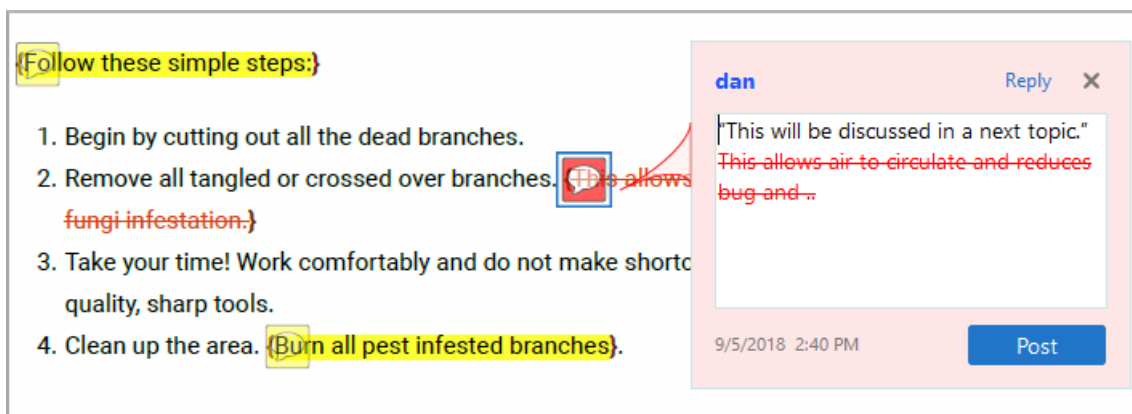 {Follow these simple steps:}
1. Begin by cutting out all the dead branches.
2. Remove all tangled or crossed over branches. {This allows
fungi infestation.}
3. Take your time! Work comfortably and do not make shortc
quality, sharp tools.
4. Clean up the area. {Burn all pest infested branches}.
dan Reply ×
"This will be discussed in a next topic."
This allows air to circulate and reduces
bug and ..
9/5/2018 2:40 PM Post